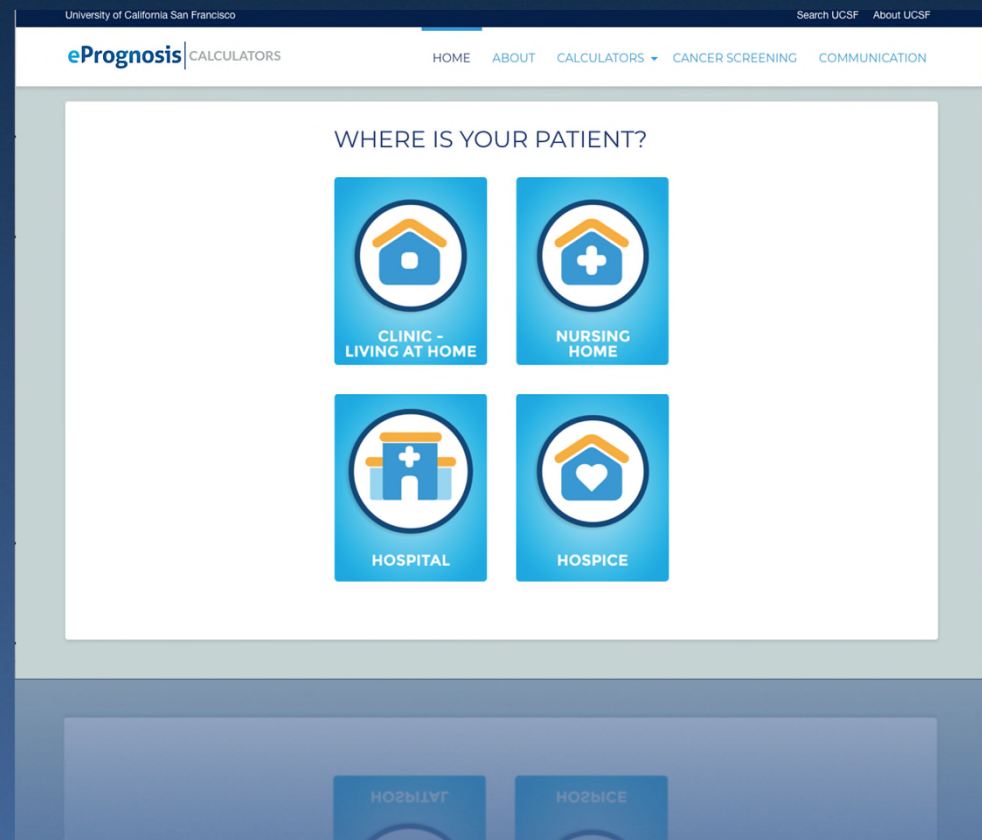 University of California San Francisco
Search UCSF About UCSF
ePrognosis CALCULATORS
HOME ABOUT CALCULATORS CANCER SCREENING COMMUNICATION
WHERE IS YOUR PATIENT?
CLINIC -
LIVING AT HOME
NURSING
HOME
HOSPITAL
HOSPICE
HOSPITAL
HOSPICE